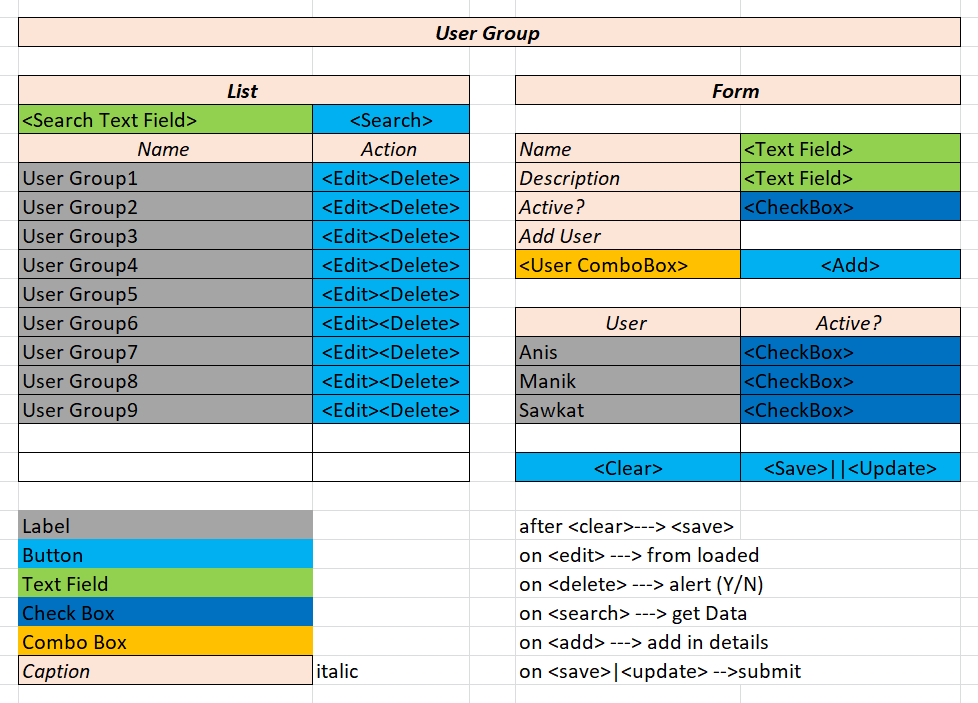 User Group
List
<Search Text Field> <Search>
Name Action
User Group1 <Edit><Delete>
User Group2 <Edit><Delete>
User Group3 <Edit><Delete>
User Group4 <Edit><Delete>
User Group5 <Edit><Delete>
User Group6 <Edit><Delete>
User Group7 <Edit><Delete>
User Group8 <Edit><Delete>
User Group9 <Edit><Delete>
Form
Name <Text Field>
Description <Text Field>
Active? <CheckBox>
Add User
<User ComboBox> <Add>
User Active?
Anis <CheckBox>
Manik <CheckBox>
Sawkat <CheckBox>
<Clear> <Save>||<Update>
Label
Button
Text Field
Check Box
Combo Box
Caption italic
after <clear>---> <save>
on <edit> ---> from loaded
on <delete> ---> alert (Y/N)
on <search> ---> get Data
on <add> ---> add in details
on <save>|<update> -->submit